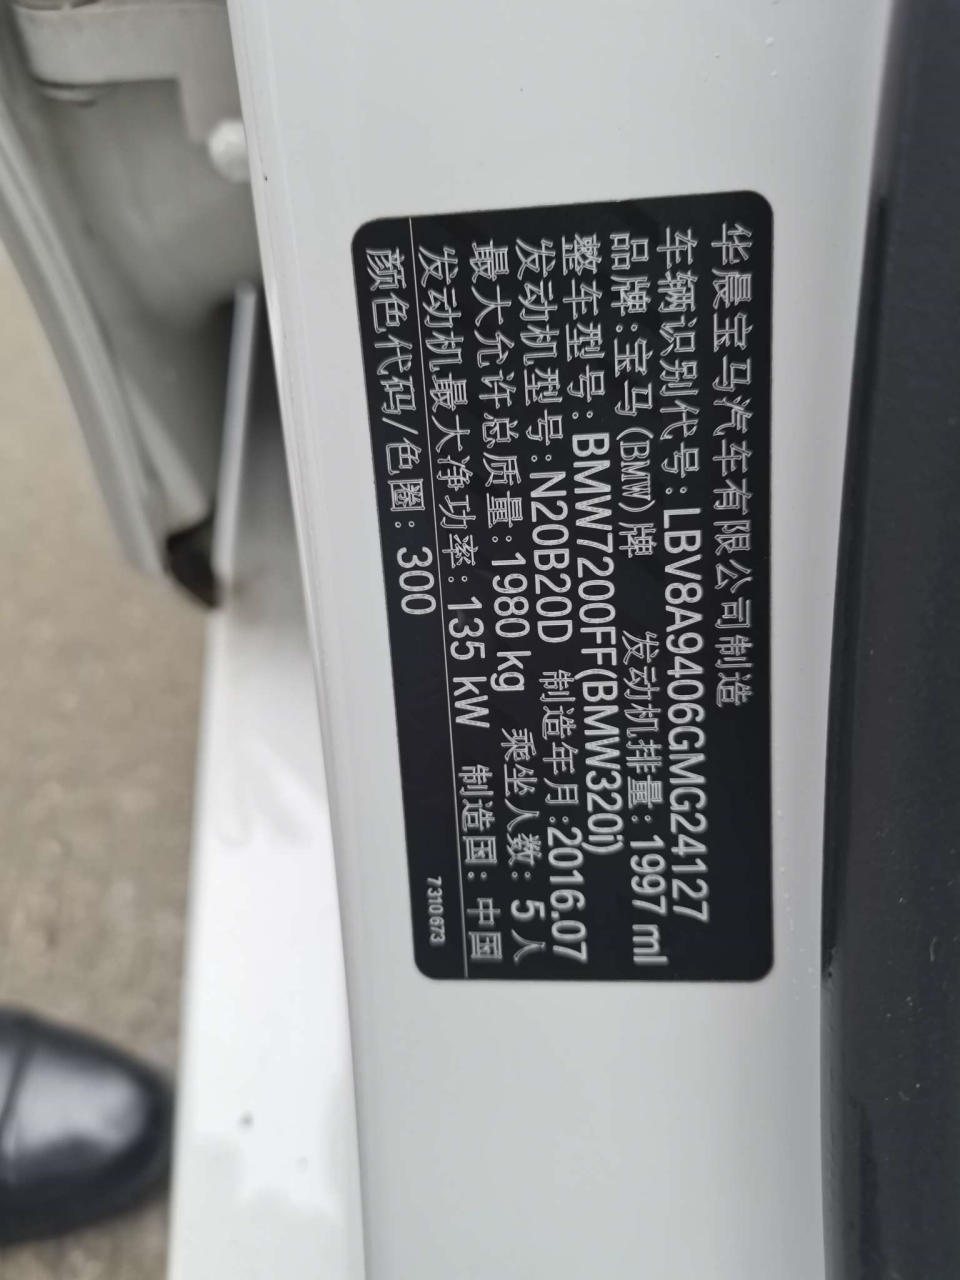 华晨宝马汽车有限公司制造
车辆识别代号:LBV8A9406GMG24127
品牌:宝马(BMW)牌 发动机排量:1997 ml
整车型号:BMW7200FF(BMW320i)
发动机型号:N20B20D 制造年月:2016.07
最大允许总质量:1980 kg 乘坐人数:5人
发动机最大净功率:135 kW 制造国:中国
颜色代码/色圈:300
7310673